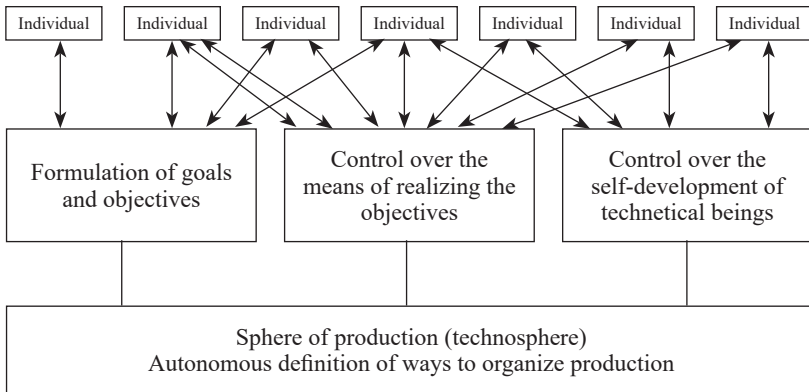 Individual
Individual
Individual
Individual
Individual
Individual
Individual
Formulation of goals
and objectives
Control over the
means of realizing the
objectives
Control over the
self-development of
technetical beings
Sphere of production (technosphere)
Autonomous definition of ways to organize production